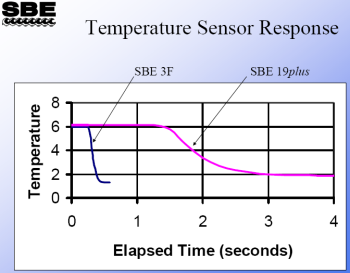 SBE
Temperature Sensor Response
SBE 3F
SBE 19plus
Temperature
8
6
4
2
0
0 1 2 3 4
Elapsed Time (seconds)